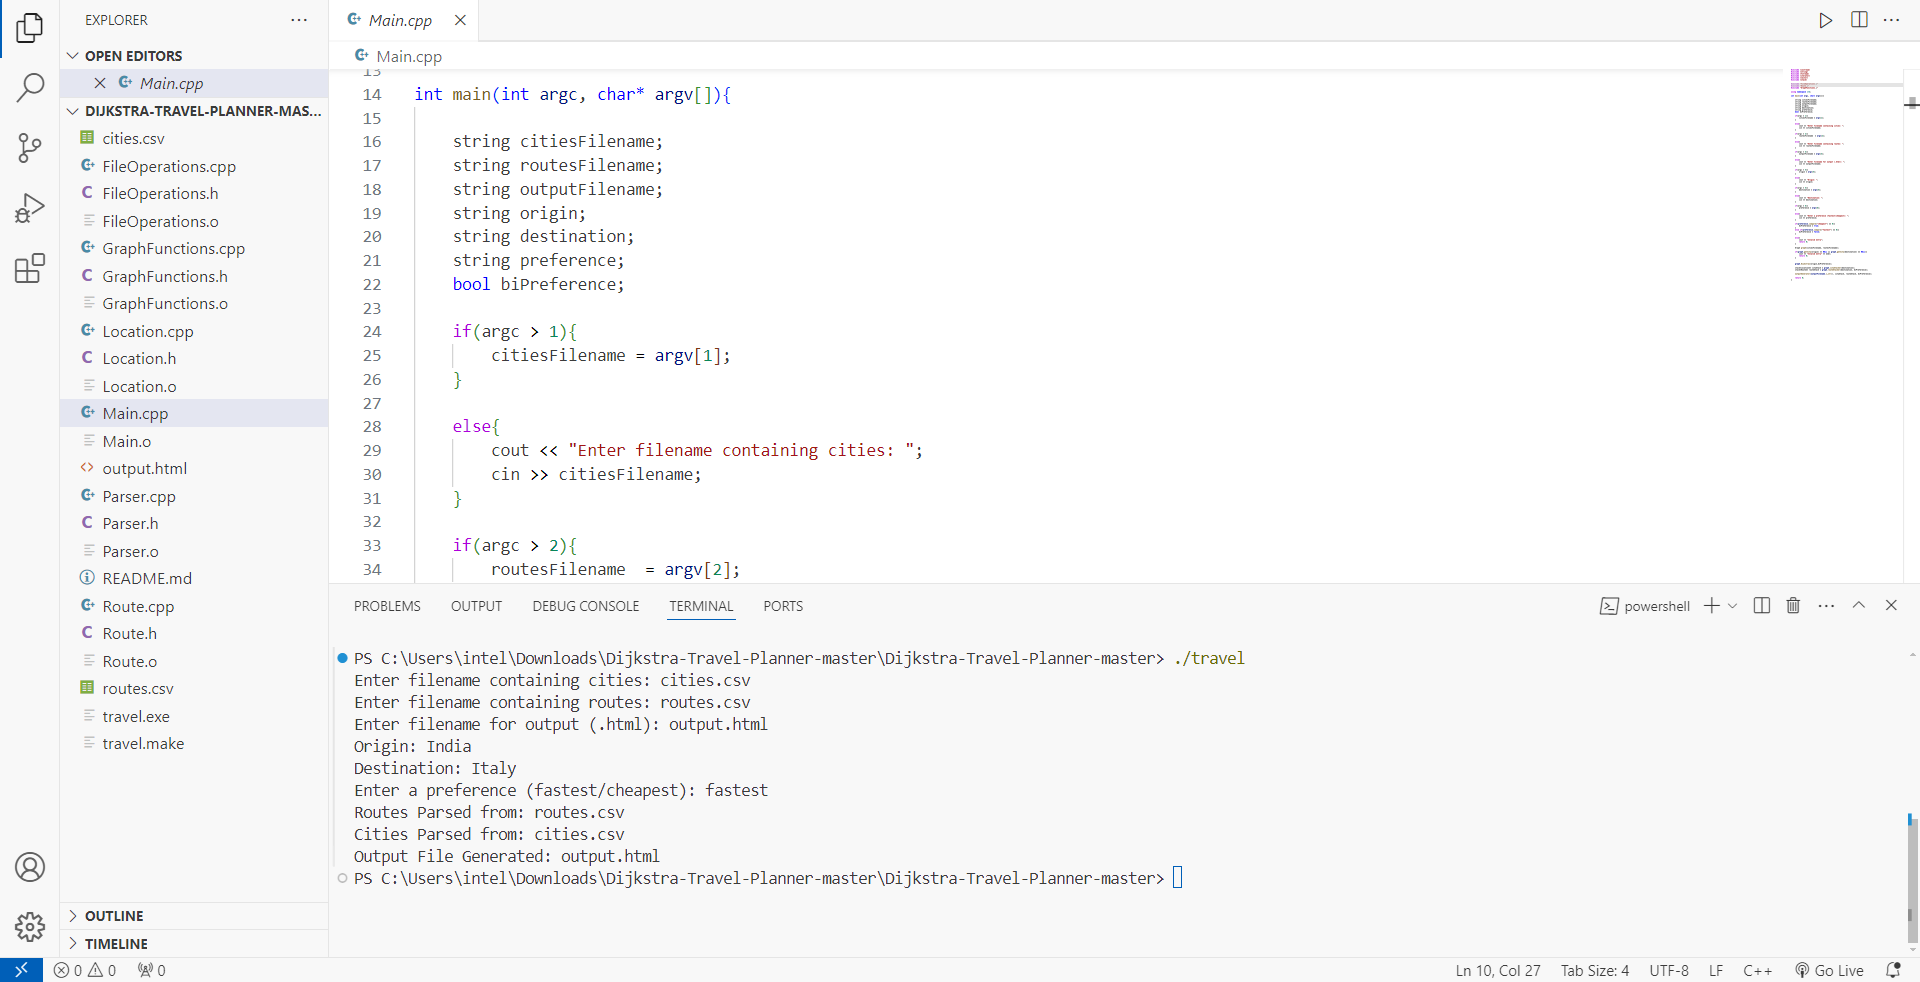 EXPLORER
OPEN EDITORS
Main.cpp
DIJKSTRA-TRAVEL-PLANNER-MAS...
cities.csv
FileOperations.cpp
FileOperations.h
FileOperations.o
GraphFunctions.cpp
GraphFunctions.h
GraphFunctions.o
Location.cpp
Location.h
Location.o
Main.cpp
Main.o
output.html
Parser.cpp
Parser.h
Parser.o
README.md
Route.cpp
Route.h
Route.o
routes.csv
travel.exe
travel.make
OUTLINE
TIMELINE
Main.cpp
Main.cpp
13
14 int main(int argc, char* argv[]){
15
16 string citiesFilename;
17 string routesFilename;
18 string outputFilename;
19 string origin;
20 string destination;
21 string preference;
22 bool biPreference;
23
24 if(argc > 1){
25 citiesFilename = argv[1];
26 }
27
28 else{
29 cout << "Enter filename containing cities: ";
30 cin >> citiesFilename;
31 }
32
33 if(argc > 2){
34 routesFilename  = argv[2];
PROBLEMS OUTPUT DEBUG CONSOLE TERMINAL PORTS powershell
PS C:\Users\intel\Downloads\Dijkstra-Travel-Planner-master\Dijkstra-Travel-Planner-master> ./travel
Enter filename containing cities: cities.csv
Enter filename containing routes: routes.csv
Enter filename for output (.html): output.html
Origin: India
Destination: Italy
Enter a preference (fastest/cheapest): fastest
Routes Parsed from: routes.csv
Cities Parsed from: cities.csv
Output File Generated: output.html
PS C:\Users\intel\Downloads\Dijkstra-Travel-Planner-master\Dijkstra-Travel-Planner-master>
0 0 0 Ln 10, Col 27 Tab Size: 4 UTF-8 LF C++ Go Live